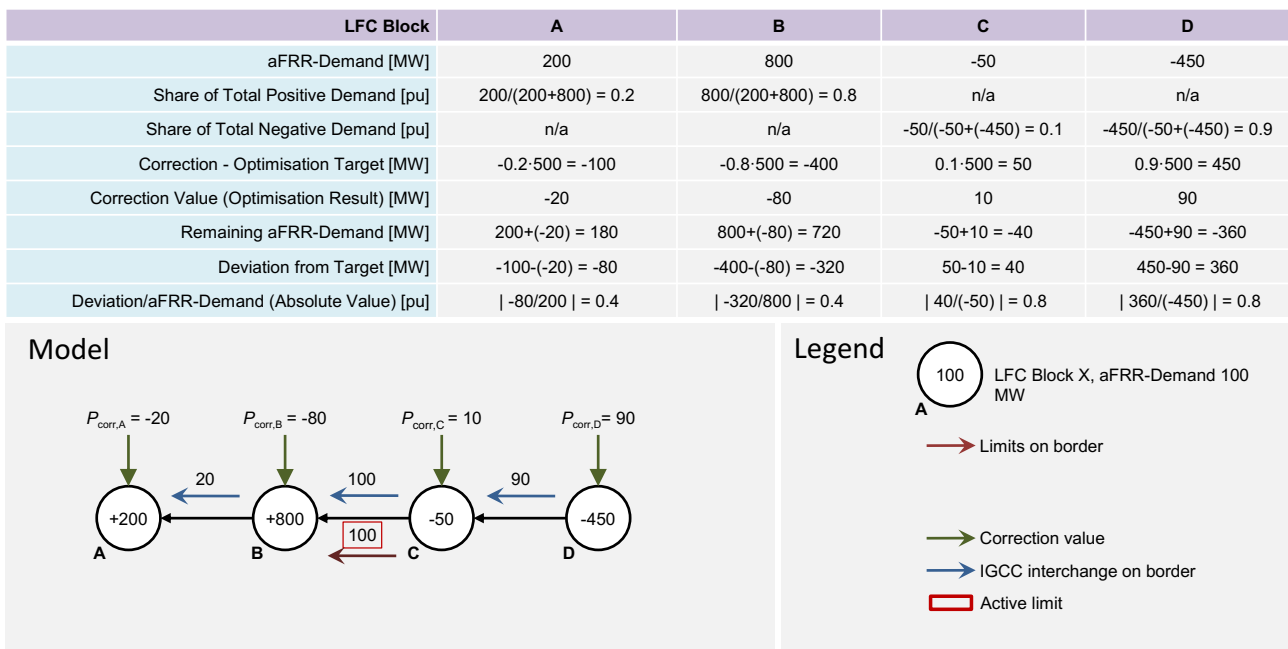 LFC Block A B C D
aFRR-Demand [MW] 200 800 -50 -450
Share of Total Positive Demand [pu] 200/(200+800) = 0.2 800/(200+800) = 0.8 n/a n/a
Share of Total Negative Demand [pu] n/a n/a -50/(-50+(-450) = 0.1 -450/(-50+(-450) = 0.9
Correction - Optimisation Target [MW] -0.2·500 = -100 -0.8·500 = -400 0.1·500 = 50 0.9·500 = 450
Correction Value (Optimisation Result) [MW] -20 -80 10 90
Remaining aFRR-Demand [MW] 200+(-20) = 180 800+(-80) = 720 -50+10 = -40 -450+90 = -360
Deviation from Target [MW] -100-(-20) = -80 -400-(-80) = -320 50-10 = 40 450-90 = 360
Deviation/aFRR-Demand (Absolute Value) [pu] | -80/200 | = 0.4 | -320/800 | = 0.4 | 40/(-50) | = 0.8 | 360/(-450) | = 0.8
Model
Pcorr,A = -20 Pcorr,B = -80 Pcorr,C = 10 Pcorr,D= 90
20 100 90
+200 +800 -50 -450
100
A B C D
Legend
100
LFC Block X, aFRR-Demand 100
MW
A
Limits on border
Correction value
IGCC interchange on border
Active limit